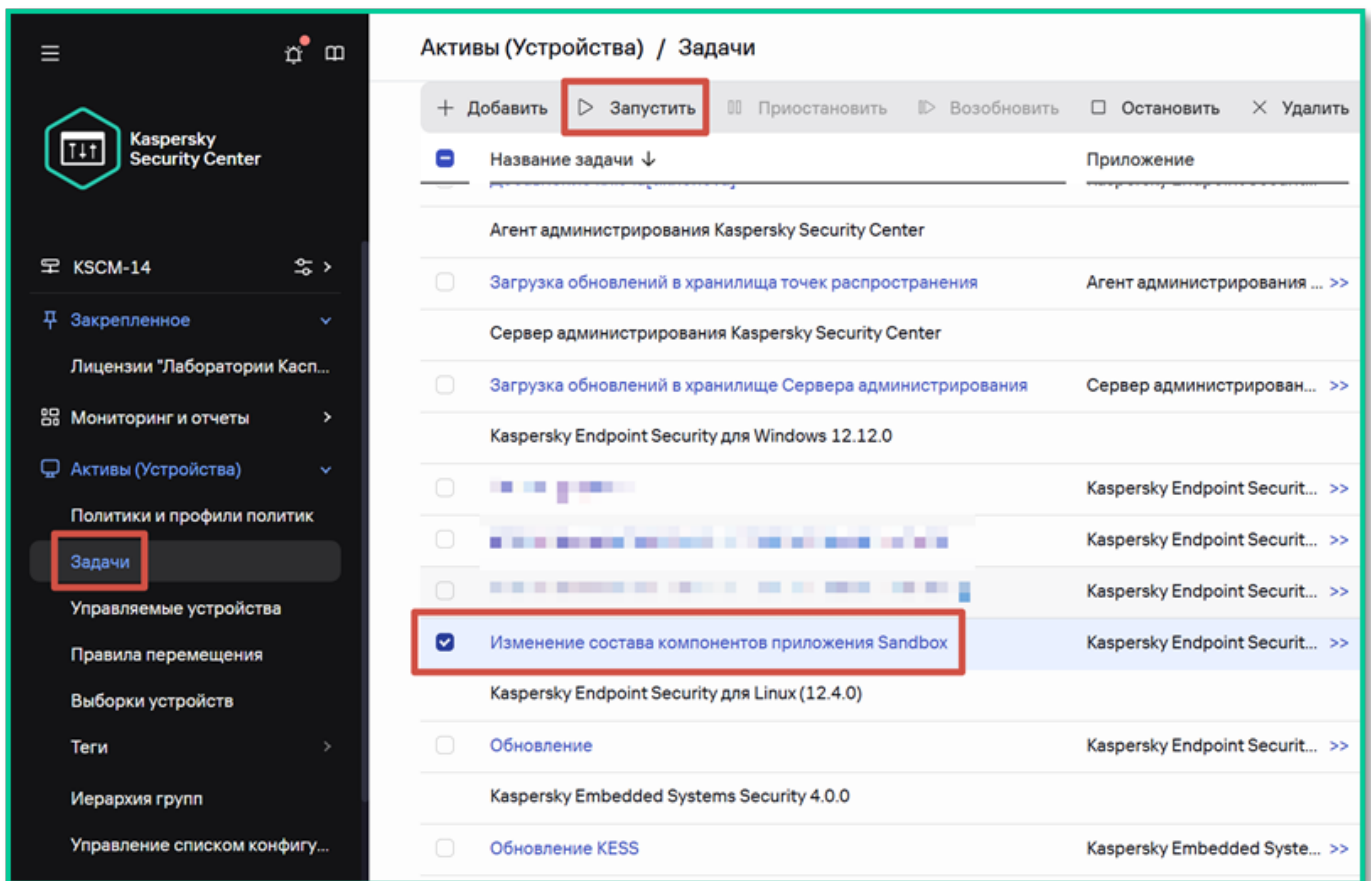 Активы (Устройства) / Задачи
Добавить Запустить Приостановить Возобновить Остановить Удалить
Kaspersky
Security Center
Название задачи Приложение
Агент администрирования Kaspersky Security Center
KSCM-14
Загрузка обновлений в хранилища точек распространения Агент администрирования ... >>
Закрепленное
Сервер администрирования Kaspersky Security Center
Лицензии "Лаборатории Касп...
Загрузка обновлений в хранилище Сервера администрирования Сервер администрирован... >>
Мониторинг и отчеты
Kaspersky Endpoint Security для Windows 12.12.0
Активы (Устройства)
Kaspersky Endpoint Securit... >>
Политики и профили политик
Kaspersky Endpoint Securit... >>
Задачи
Kaspersky Endpoint Securit... >>
Управляемые устройства
Изменение состава компонентов приложения Sandbox Kaspersky Endpoint Securit... >>
Правила перемещения
Kaspersky Endpoint Security для Linux (12.4.0)
Выборки устройств
Теги
Обновление Kaspersky Endpoint Securit... >>
Иерархия групп
Kaspersky Embedded Systems Security 4.0.0
Управление списком конфигу...
Обновление KESS Kaspersky Embedded Syste... >>